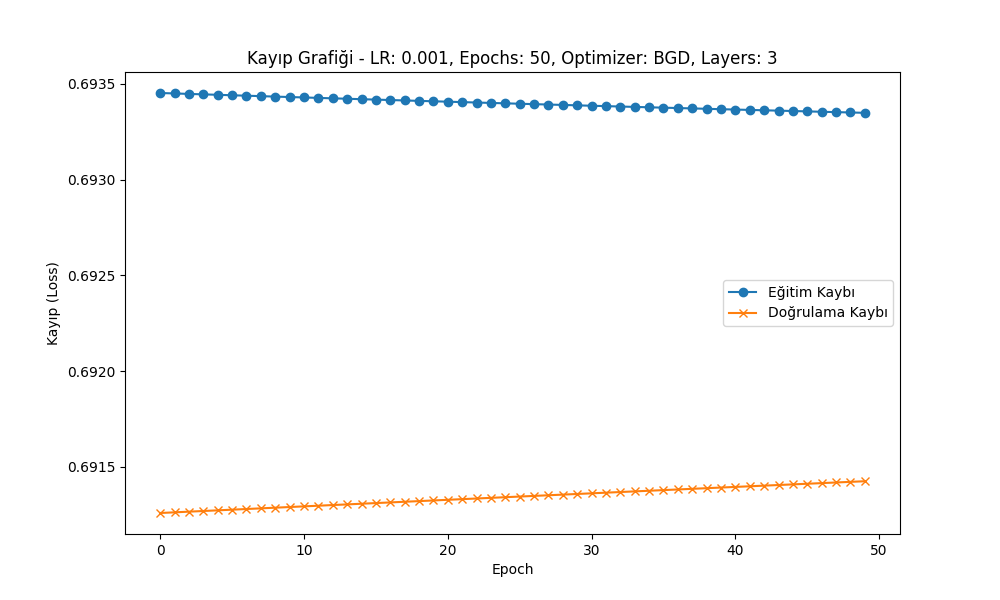 Kayıp Grafiği - LR: 0.001, Epochs: 50, Optimizer: BGD, Layers: 3
0.6935
0.6930
0.6925
0.6920
0.6915
Kayıp (Loss)
Eğitim Kaybı
Doğrulama Kaybı
0 10 20 30 40 50
Epoch